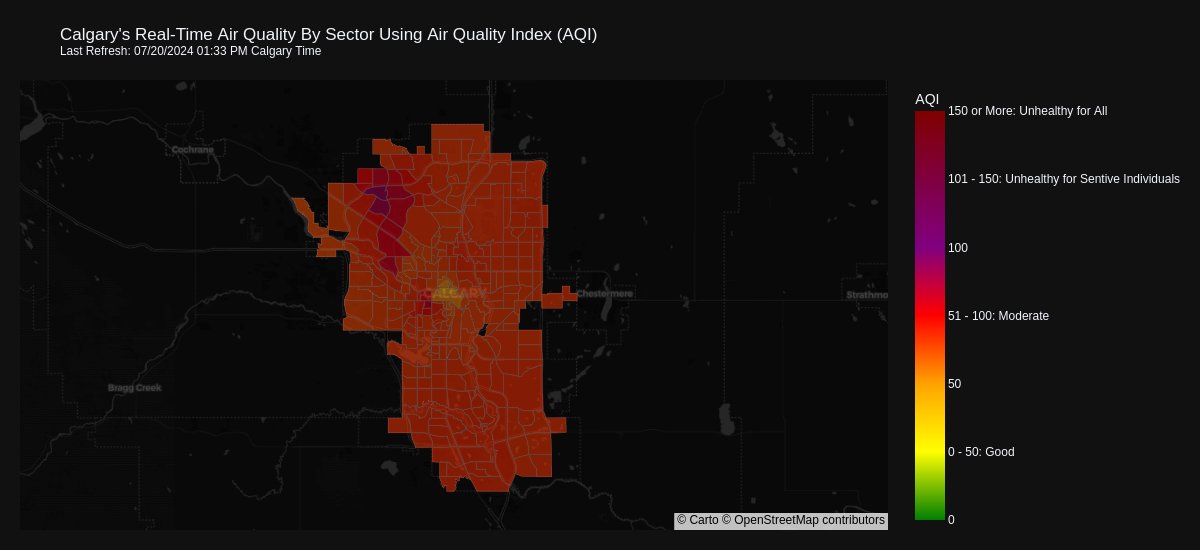 Calgary's Real-Time Air Quality By Sector Using Air Quality Index (AQI)
Last Refresh: 07/20/2024 01:33 PM Calgary Time
AQI
150 or More: Unhealthy for All
Cochrane
101 - 150: Unhealthy for Sentive Individuals
100
CALGARY
Chestermere
Strathmo
51 - 100: Moderate
50
Bragg Creek
0 - 50: Good
0
© Carto © OpenStreetMap contributors